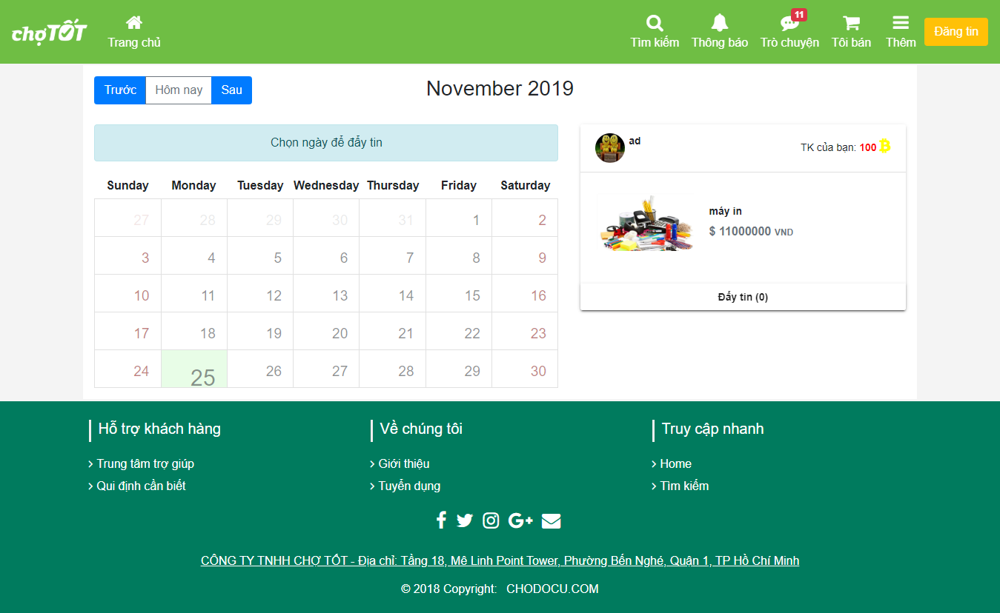 chợTỐT
Trang chủ
Tìm kiếm
Thông báo
11
Trò chuyện
Tôi bán
Thêm
Đăng tin
Trước Hôm nay Sau
November 2019
Chọn ngày để đẩy tin
Sunday Monday Tuesday Wednesday Thursday Friday Saturday
27 28 29 30 31 1 2
3 4 5 6 7 8 9
10 11 12 13 14 15 16
17 18 19 20 21 22 23
24 25 26 27 28 29 30
ad
TK của bạn: 100
máy in
$ 11000000 VND
Đẩy tin (0)
Hỗ trợ khách hàng
Trung tâm trợ giúp
Qui định cần biết
Về chúng tôi
Giới thiệu
Tuyển dụng
Truy cập nhanh
Home
Tìm kiếm
CÔNG TY TNHH CHỢ TỐT - Địa chỉ: Tầng 18, Mê Linh Point Tower, Phường Bến Nghé, Quận 1, TP Hồ Chí Minh
© 2018 Copyright: CHODOCU.COM